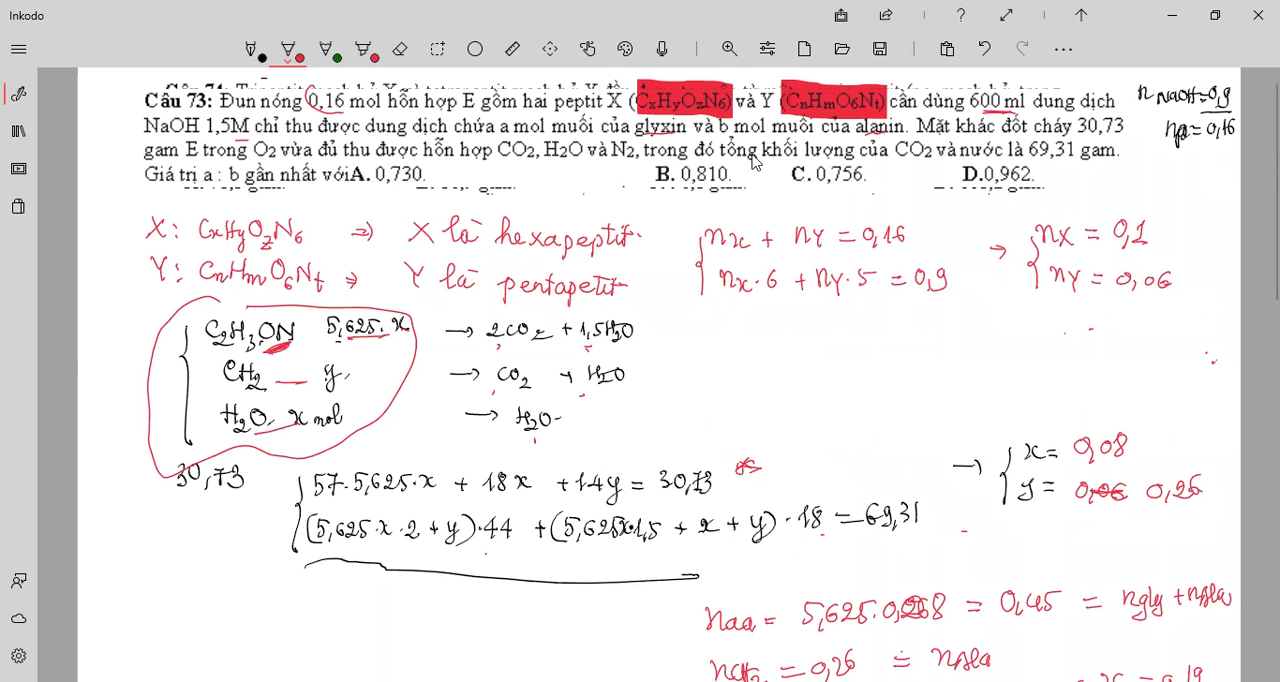 Inkodo
Câu 73: Đun nóng 0,16 mol hỗn hợp E gồm hai peptit X (CxHyOzN6) và Y (CnHmO6Nt) cần dùng 600 ml dung dịch
NaOH 1,5M chỉ thu được dung dịch chứa a mol muối của glyxin và b mol muối của alanin. Mặt khác đốt cháy 30,73
gam E trong O2 vừa đủ thu được hỗn hợp CO2, H2O và N2, trong đó tổng khối lượng của CO2 và nước là 69,31 gam.
Giá trị a : b gần nhất với A. 0,730. B. 0,810. C. 0,756. D. 0,962.
n NaOH = 0,9
= 0,16
X: CxHyOzN6 => X là hexapeptit.
Y: CnHmO6Nt => Y là pentapetit
nx + ny = 0,16
nx.6 + ny.5 = 0,9
→ nX = 0,1
nY = 0,06
C2H3ON 5,625.x → 2CO2 + 1,5H2O
CH2 — y → CO2 + H2O
H2O x mol → H2O
30,73
57.5,625.x + 18x + 14y = 30,73
(5,625.x.2 + y).44 + (5,625x.1,5 + x + y).18 = 69,31
→ x = 0,08
y = 0,26
naa = 5,625.0,08 = 0,45 = ngly + nAla
nCH2 = 0,26 = nAla
= 0,19